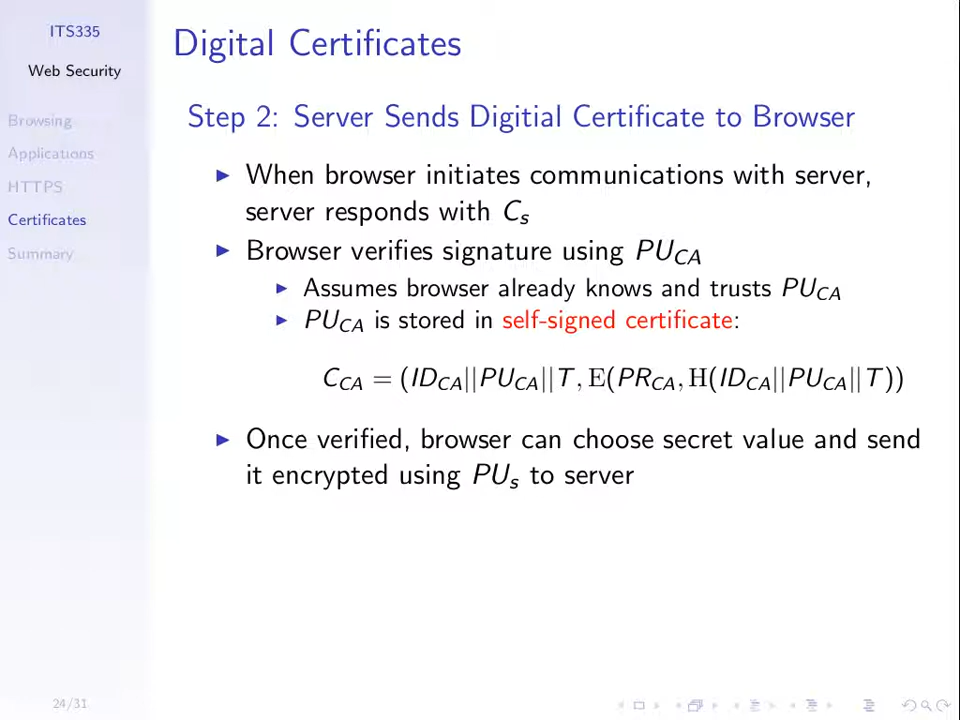 ITS335
Web Security
Browsing
Applications
HTTPS
Certificates
Summary
Digital Certificates
Step 2: Server Sends Digitial Certificate to Browser
▶ When browser initiates communications with server,
server responds with C_s
▶ Browser verifies signature using PU_CA
▶ Assumes browser already knows and trusts PU_CA
▶ PU_CA is stored in self-signed certificate:
C_CA = (ID_CA||PU_CA||T, E(PR_CA, H(ID_CA||PU_CA||T))
▶ Once verified, browser can choose secret value and send
it encrypted using PU_s to server
24/31